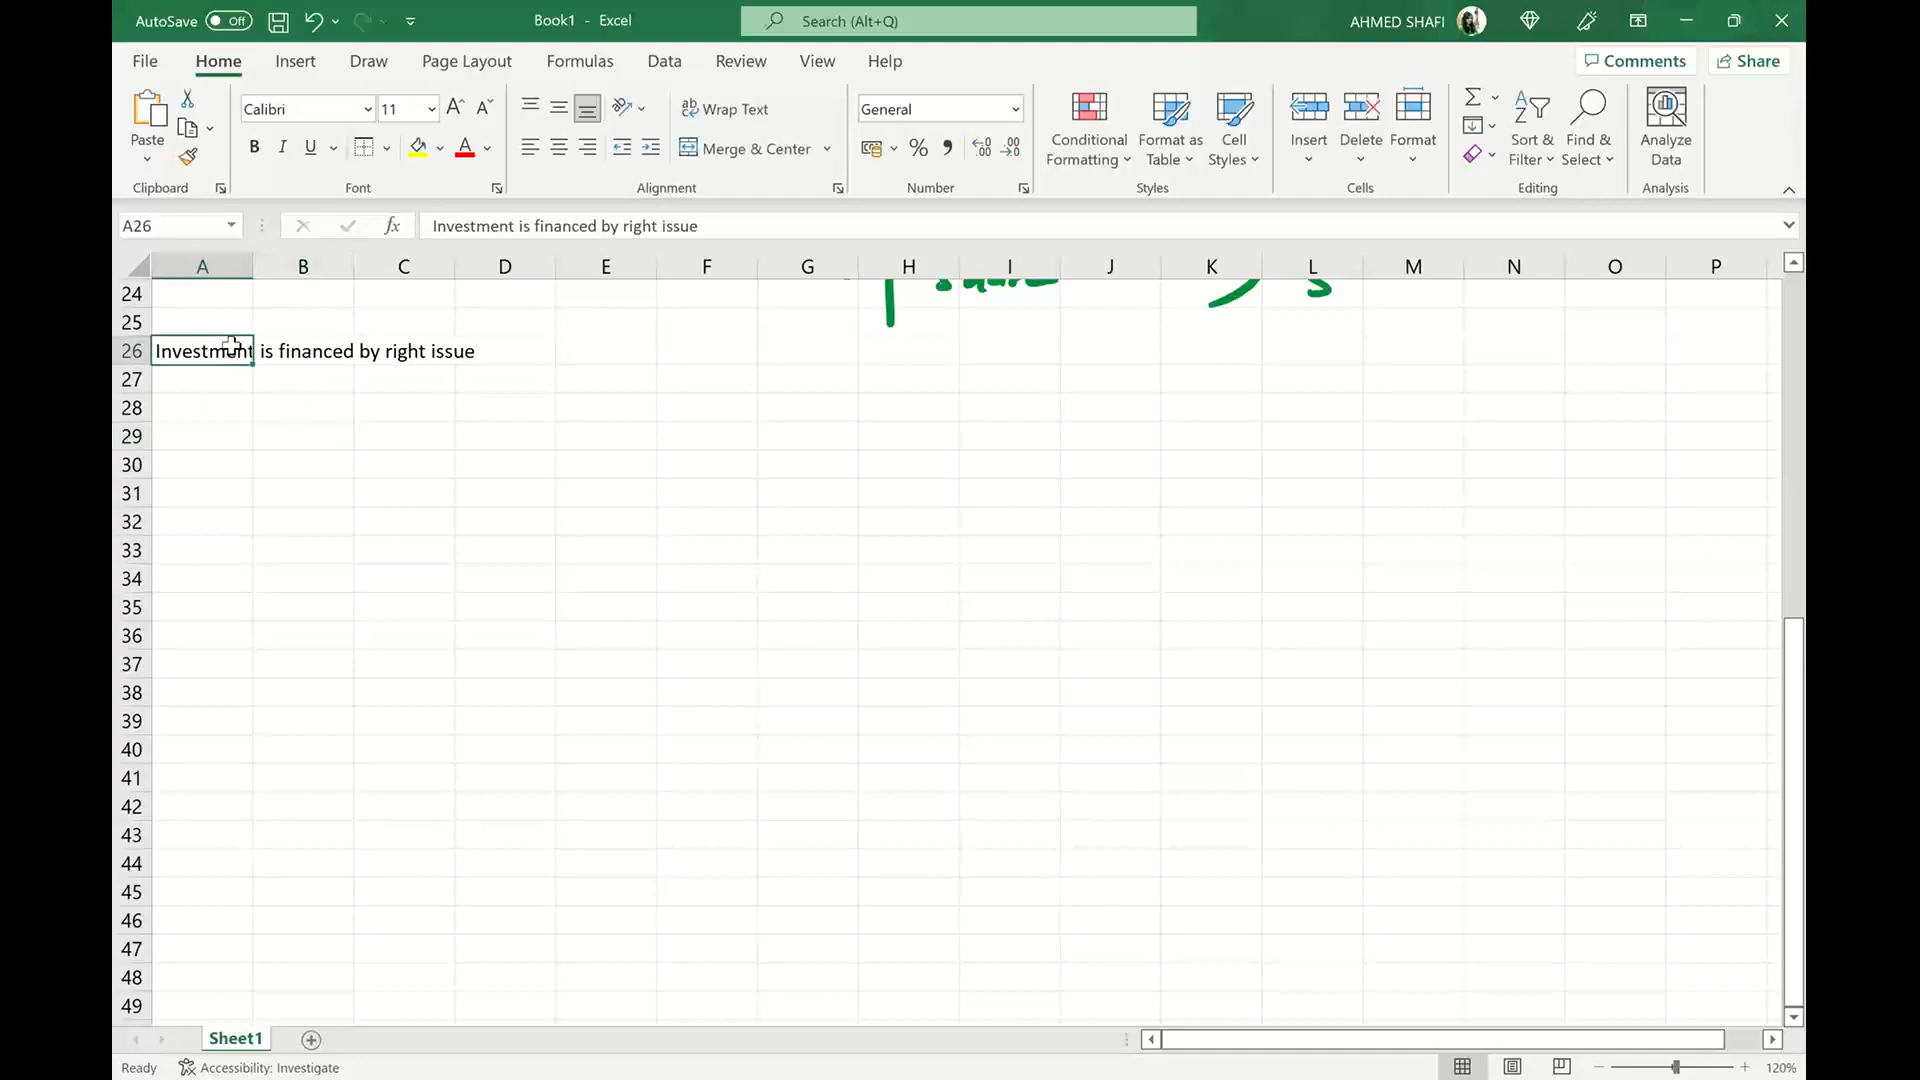 AutoSave Off Book1 - Excel Search (Alt+Q) AHMED SHAFI
File Home Insert Draw Page Layout Formulas Data Review View Help Comments Share
Paste Calibri 11 Wrap Text General Conditional Formatting Format as Table Cell Styles Insert Delete Format Sort & Filter Find & Select Analyze Data
B I U A Merge & Center % ,
Clipboard Font Alignment Number Styles Cells Editing Analysis
A26 fx Investment is financed by right issue
A B C D E F G H I J K L M N O P
24
25
26 Investment is financed by right issue
27
28
29
30
31
32
33
34
35
36
37
38
39
40
41
42
43
44
45
46
47
48
49
Sheet1
Ready Accessibility: Investigate 120%